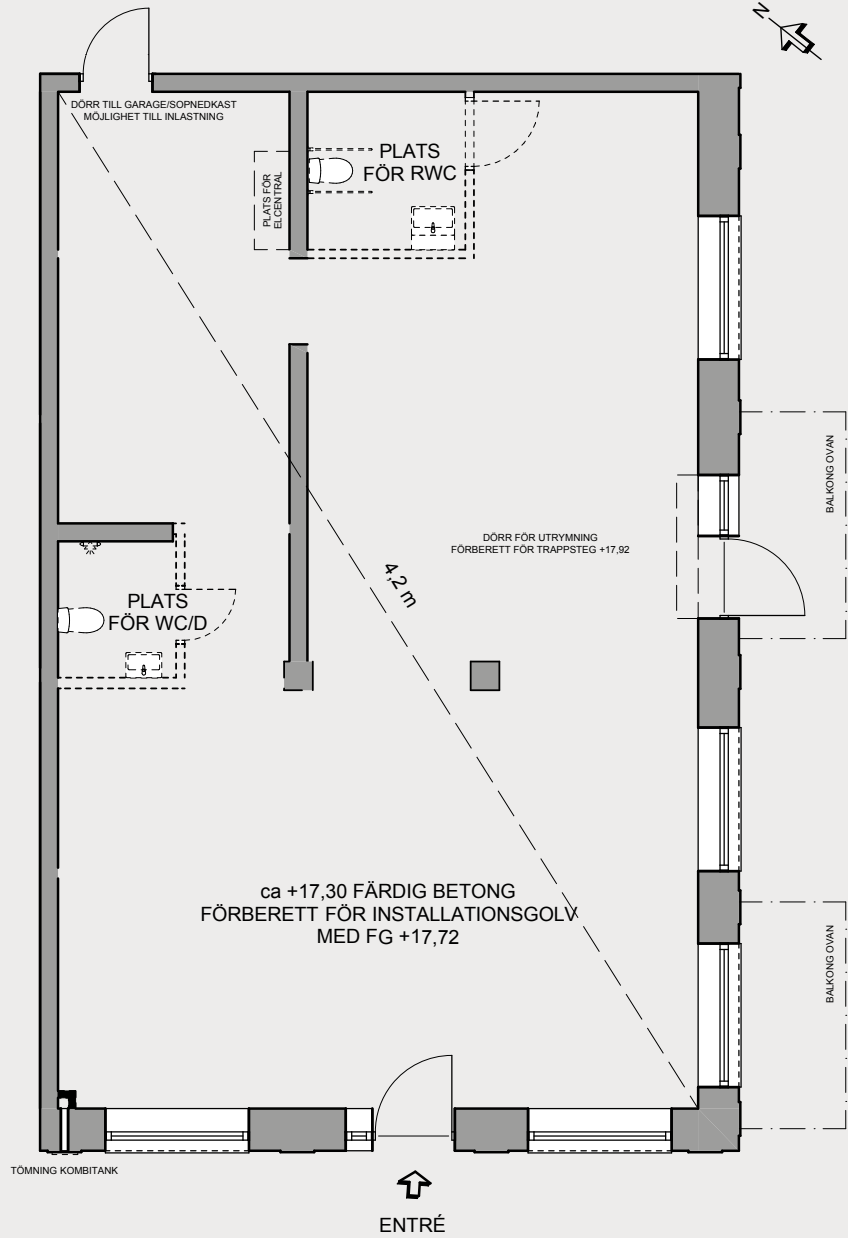 N
DÖRR TILL GARAGE/SOPNEDKAST
MÖJLIGHET TILL INLASTNING
PLATS
FÖR RWC
PLATS FÖR
ELCENTRAL
BALKONG OVAN
DÖRR FÖR UTRYMNING
FÖRBERETT FÖR TRAPPSTEG +17,92
4,2 m
PLATS
FÖR WC/D
ca +17,30 FÄRDIG BETONG
FÖRBERETT FÖR INSTALLATIONSGOLV
MED FG +17,72
BALKONG OVAN
TÖMNING KOMBITANK
ENTRÉ